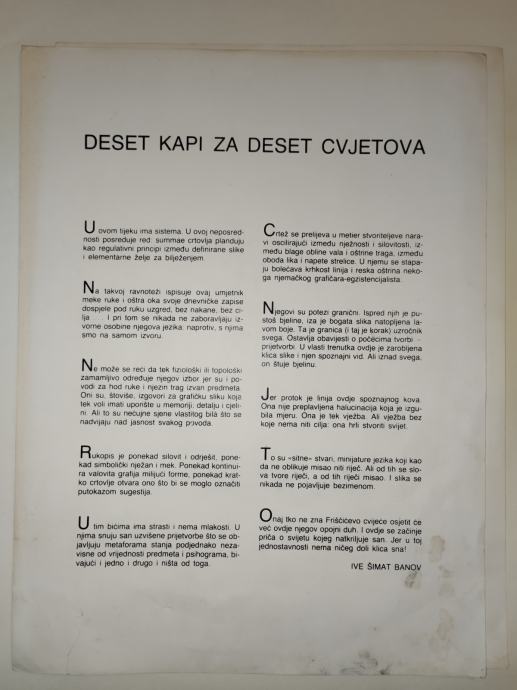 DESET KAPI ZA DESET CVJETOVA
U ovom tijeku ima sistema. U ovoj neposred-
nosti posreduje red: summae crtovlja planduju
kao regulativni principi između definirane slike
i elementarne želje za bilježenjem.
Na takvoj ravnoteži ispisuje ovaj umjetnik
meke ruke i oštra oka svoje dnevničke zapise
dospjele pod ruku uzgred, bez nakane, bez ci-
lja ... I pri tom se nikada ne zaboravljaju iz-
vorne osobine njegova jezika: naprotiv, s njima
smo na samom izvoru.
Ne može se reći da tek fiziološki ili topološki
zamamljivo određuje njegov izbor jer su i po-
vodi za hod ruke i njezin trag izvan predmeta.
Oni su, štoviše, izgovori za grafičku sliku koja
tek voli imati uporište u memoriji, detalju i cjeli-
ni. Ali to su nečujne sjene vlastitog bila što se
nadvijaju nad jasnost svakog povoda.
Rukopis je ponekad silovit i odrješit, pone-
kad simbolički nježan i mek. Ponekad kontinui-
ra valovita grafija milijući forme, ponekad krat-
ko crtovlje otvara ono što bi se moglo označiti
putokazom sugestija.
U tim bićima ima strasti i nema mlakosti. U
njima snuju san uzvišene prijetvorbe što se ob-
javljuju metaforama stanja podjednako neza-
visne od vrijednosti predmeta i psihograma, bi-
vajući i jedno i drugo i ništa od toga.
Crtež se prelijeva u metier stvoriteljeve nara-
vi oscilirajući između nježnosti i silovitosti, iz-
među blage obline vala i oštrine traga, između
oboda lika i napete strelice. U njemu se stapa-
ju bolećava krhkost linija i reska oštrina neko-
ga njemačkog grafičara-egzistencijalista.
Njegovi su potezi granični. Ispred njih je pu-
stoš bjeline, iza je bogata slika natopljena la-
vom boje. Ta je granica (i taj je korak) uzročnik
svega. Ostavlja obavijesti o počecima tvorbi –
prijetvorbi. U vlasti trenutka ovdje je zarobljena
klica slike i njen spoznajni vid. Ali iznad svega,
on štuje bjelinu.
Jer protok je linija ovdje spoznajnog kova.
Ona nije preplavljena halucinacija koja je izgu-
bila mjeru. Ona je tek vježba. Ali vježba bez
koje nema niti cilja: ona hrli stvoriti svijet.
To su »sitne« stvari, minijature jezika koji kao
da ne oblikuje misao niti riječ. Ali od tih se slo-
va tvore riječi, a od tih riječi misao. I slika se
nikada ne pojavljuje bezimenom.
Onaj tko ne zna Friščićevo cvijeće osjetit će
već ovdje njegov opojni duh. I ovdje se začinje
priča o svijetu kojeg natkriljuje san. Jer u toj
jednostavnosti nema ničeg doli klica sna!
IVE ŠIMAT BANOV